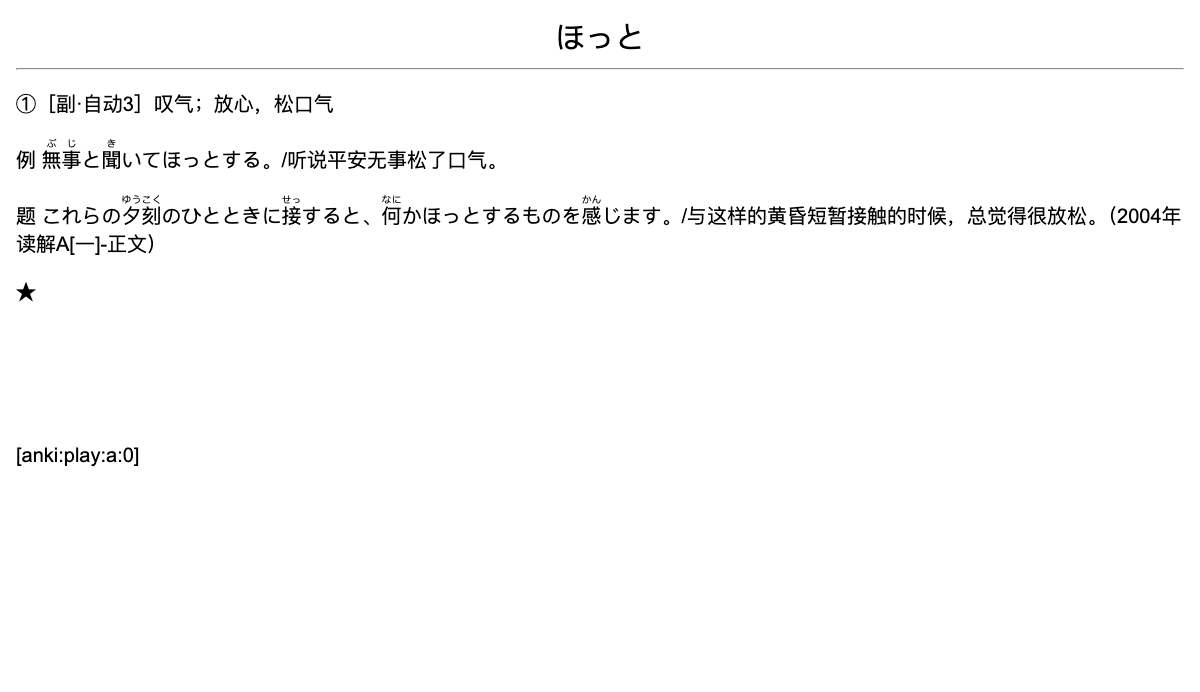 ほっと
①［副·自动3］叹气；放心，松口气
ぶ じ き
例 無事と聞いてほっとする。/听说平安无事松了口气。
ゆうこく せっ なに かん
题 これらの夕刻のひとときに接すると、何かほっとするものを感じます。/与这样的黄昏短暂接触的时候，总觉得很放松。（2004年
读解A[一]-正文）
★
[anki:play:a:0]